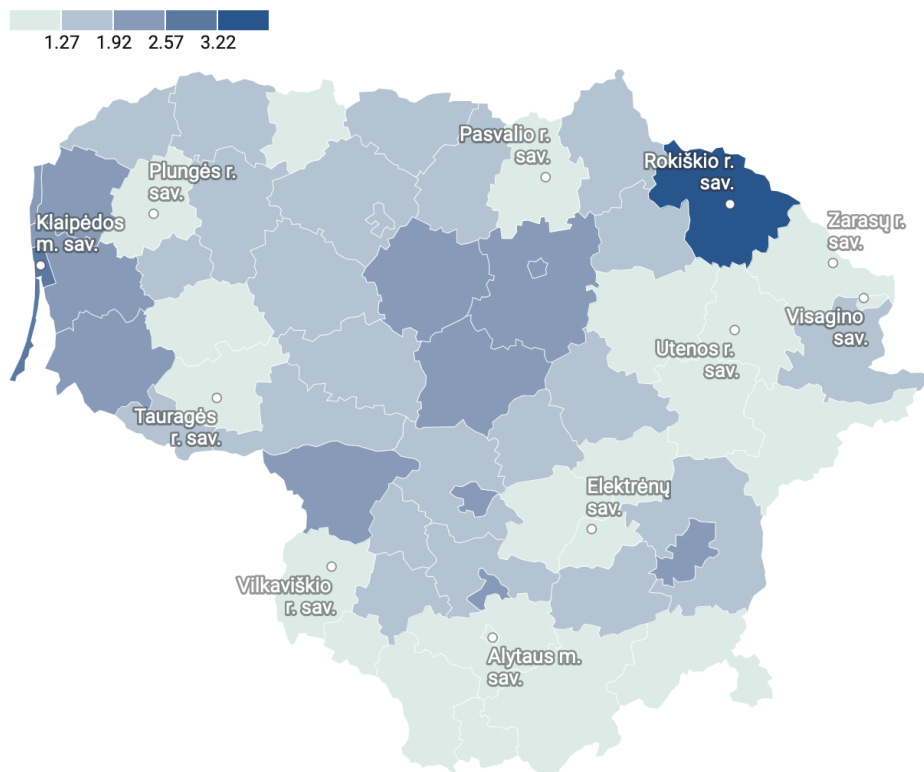 1.27 1.92 2.57 3.22
Pasvalio r.
sav.
Rokiškio r.
sav.
Plungės r.
sav.
Klaipėdos
m. sav.
Zarasų r.
sav.
Visagino
sav.
Utenos r.
sav.
Tauragės
r. sav.
Elektrėnų
sav.
Vilkaviškio
r. sav.
Alytaus m.
sav.